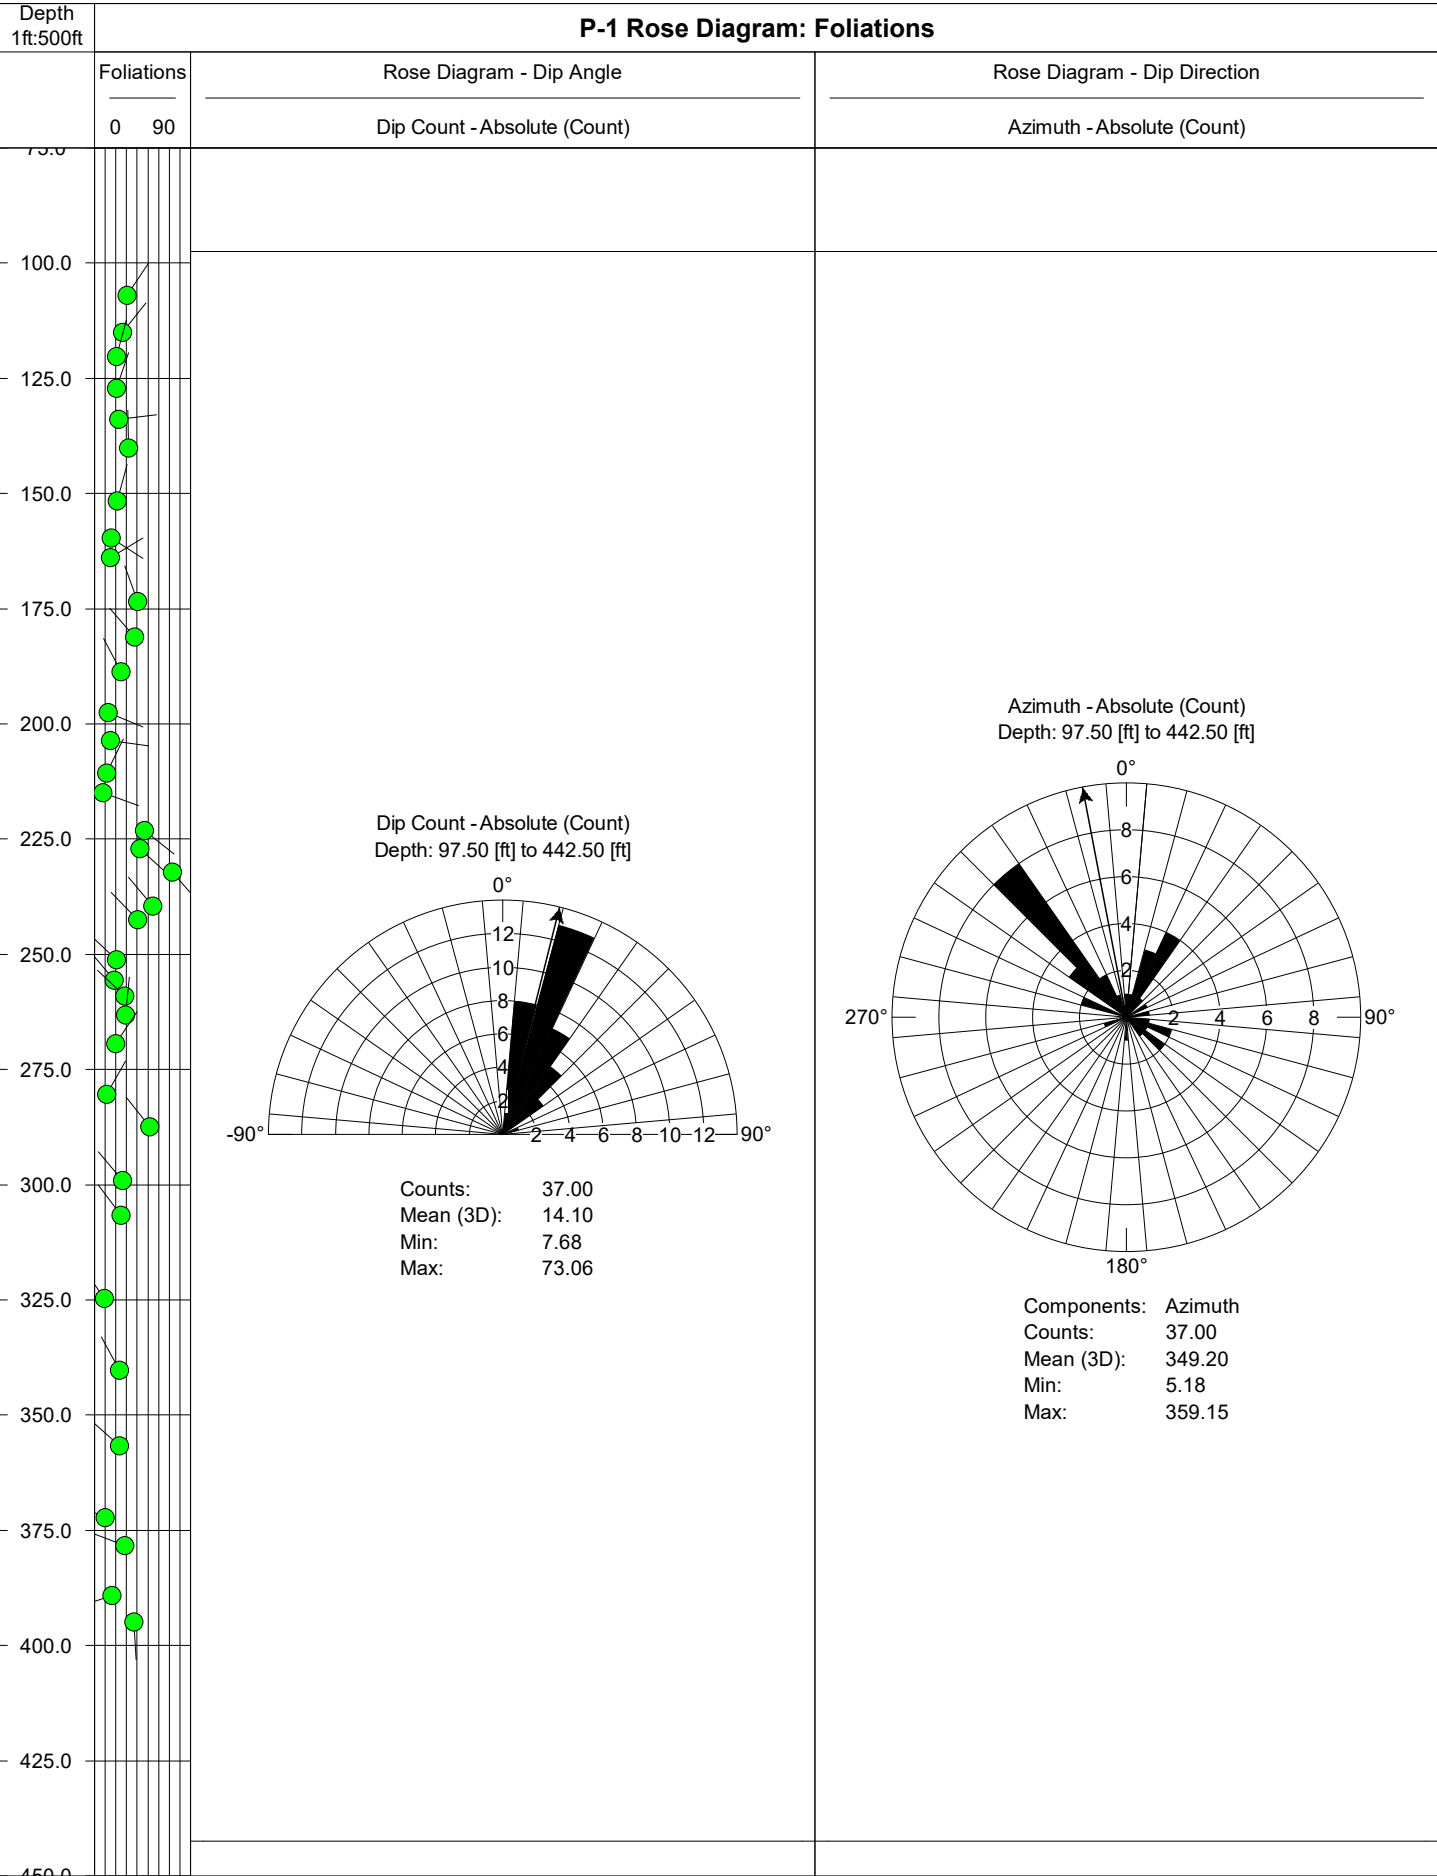 Depth
1ft:500ft
P-1 Rose Diagram: Foliations
Foliations
0 90
Rose Diagram - Dip Angle
Dip Count - Absolute (Count)
Rose Diagram - Dip Direction
Azimuth - Absolute (Count)
75.0
100.0
125.0
150.0
175.0
200.0
225.0
250.0
275.0
300.0
325.0
350.0
375.0
400.0
425.0
450.0
Dip Count - Absolute (Count)
Depth: 97.50 [ft] to 442.50 [ft]
0°
12
10
8
6
4
2
-90° 2 4 6 8 10 12 90°
Counts: 37.00
Mean (3D): 14.10
Min: 7.68
Max: 73.06
Azimuth - Absolute (Count)
Depth: 97.50 [ft] to 442.50 [ft]
0°
8
6
4
2
270° 2 4 6 8 90°
180°
Components: Azimuth
Counts: 37.00
Mean (3D): 349.20
Min: 5.18
Max: 359.15